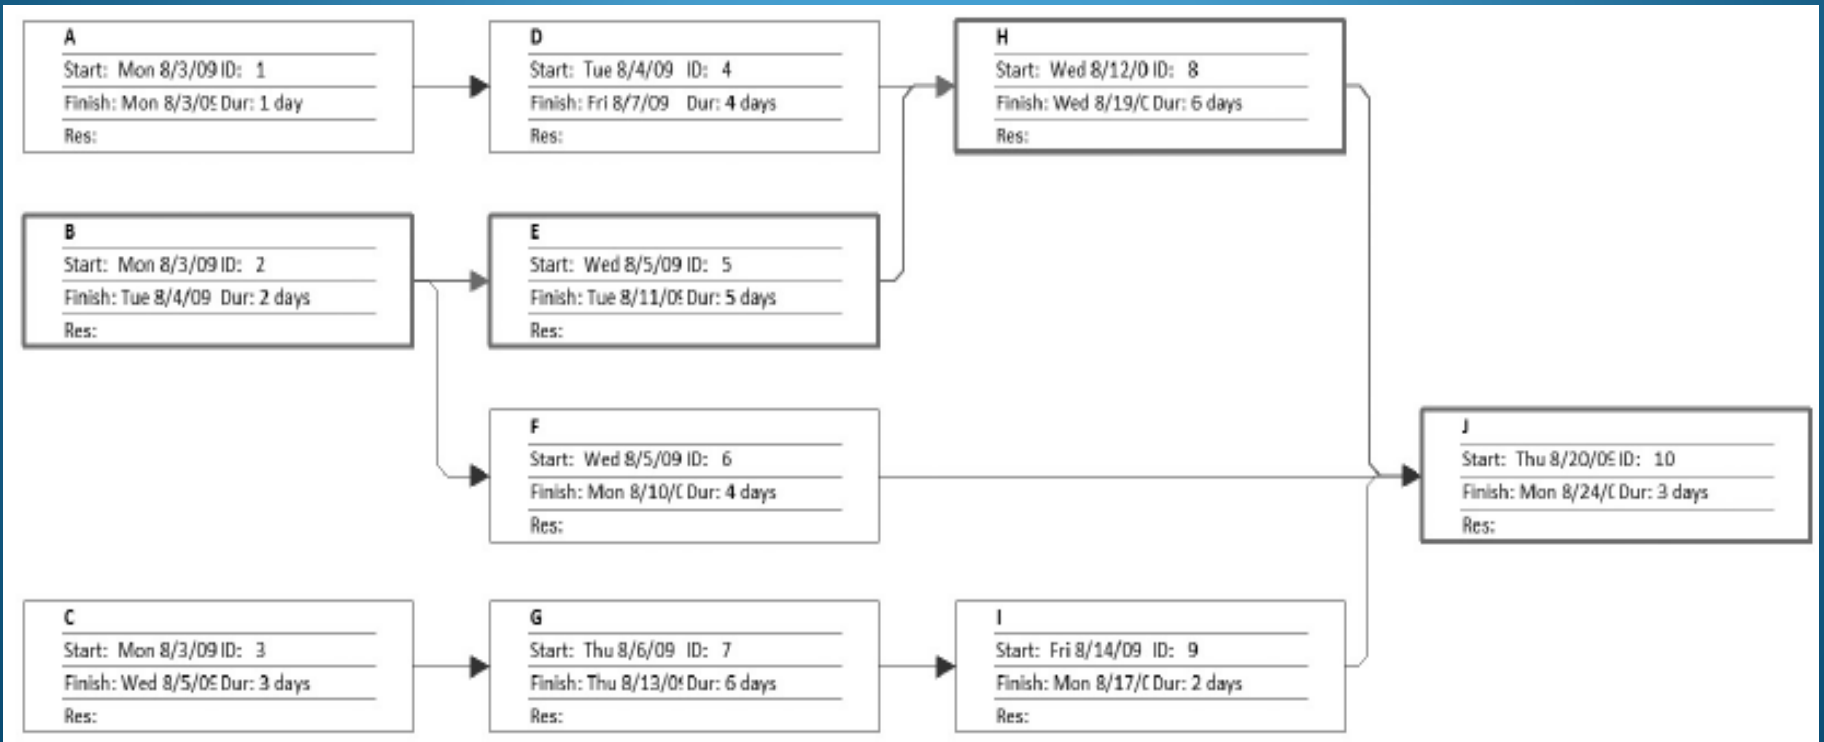 A
Start: Mon 8/3/09 ID: 1
Finish: Mon 8/3/0 Dur: 1 day
Res:
D
Start: Tue 8/4/09 ID: 4
Finish: Fri 8/7/09 Dur: 4 days
Res:
H
Start: Wed 8/12/0 ID: 8
Finish: Wed 8/19/ Dur: 6 days
Res:
B
Start: Mon 8/3/09 ID: 2
Finish: Tue 8/4/09 Dur: 2 days
Res:
E
Start: Wed 8/5/09 ID: 5
Finish: Tue 8/11/0 Dur: 5 days
Res:
F
Start: Wed 8/5/09 ID: 6
Finish: Mon 8/10/ Dur: 4 days
Res:
J
Start: Thu 8/20/0 ID: 10
Finish: Mon 8/24/ Dur: 3 days
Res:
C
Start: Mon 8/3/09 ID: 3
Finish: Wed 8/5/0 Dur: 3 days
Res:
G
Start: Thu 8/6/09 ID: 7
Finish: Thu 8/13/0 Dur: 6 days
Res:
I
Start: Fri 8/14/09 ID: 9
Finish: Mon 8/17/ Dur: 2 days
Res: